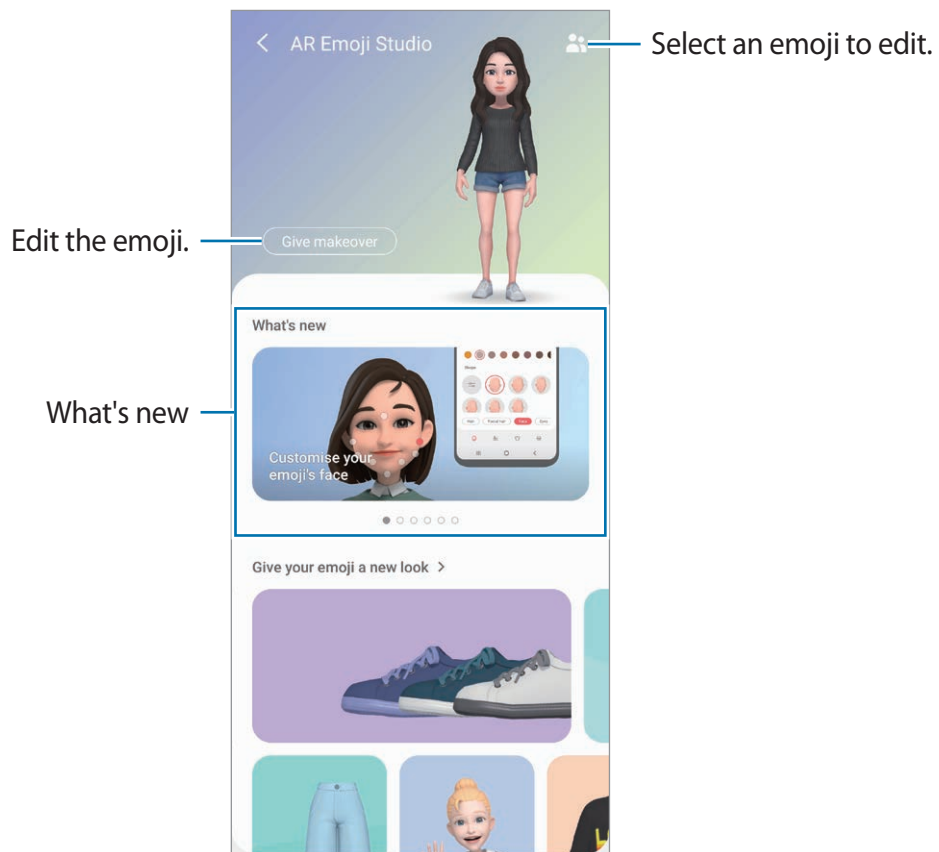 AR Emoji Studio
Select an emoji to edit.
Edit the emoji.
Give makeover
What's new
What's new
Customise your
emoji's face
Give your emoji a new look >